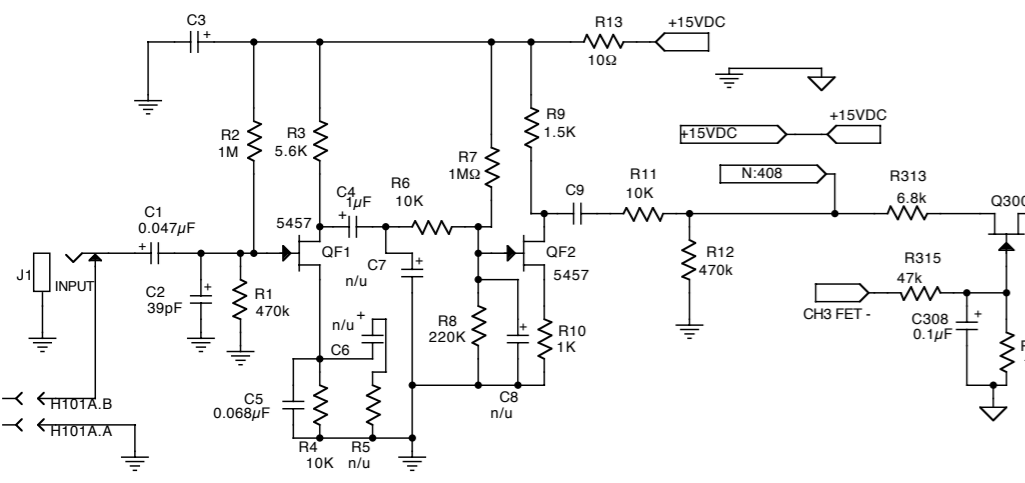 C3
+
R13
10Ω
+15VDC
R2
1M
R3
5.6K
R9
1.5K
+15VDC
+15VDC
R7
1MΩ
N:408
C4
1µF
+
R6
10K
C9
R11
10K
R313
6.8k
Q300
C1
0.047µF
+
5457
QF1
QF2
5457
J1
INPUT
C2
39pF
+
R1
470k
C7
n/u
+
R12
470k
R315
47k
CH3 FET -
C308
0.1µF
+
n/u
+
C6
R8
220K
+
R10
1K
C5
0.068µF
C8
n/u
H101A.B
H101A.A
R4
10K
R5
n/u